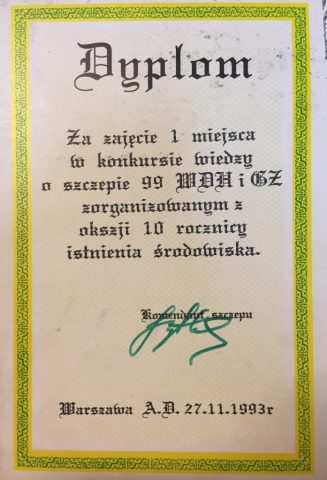 Dyplom
Za zajęcie 1 miejsca
w konkursie wiedzy
o szczepie 99 WDH i GZ
zorganizowanym z
okszji 10 rocznicy
istnienia środowiska.
Komendant szczepu
Warszawa A.D. 27.11.1993r